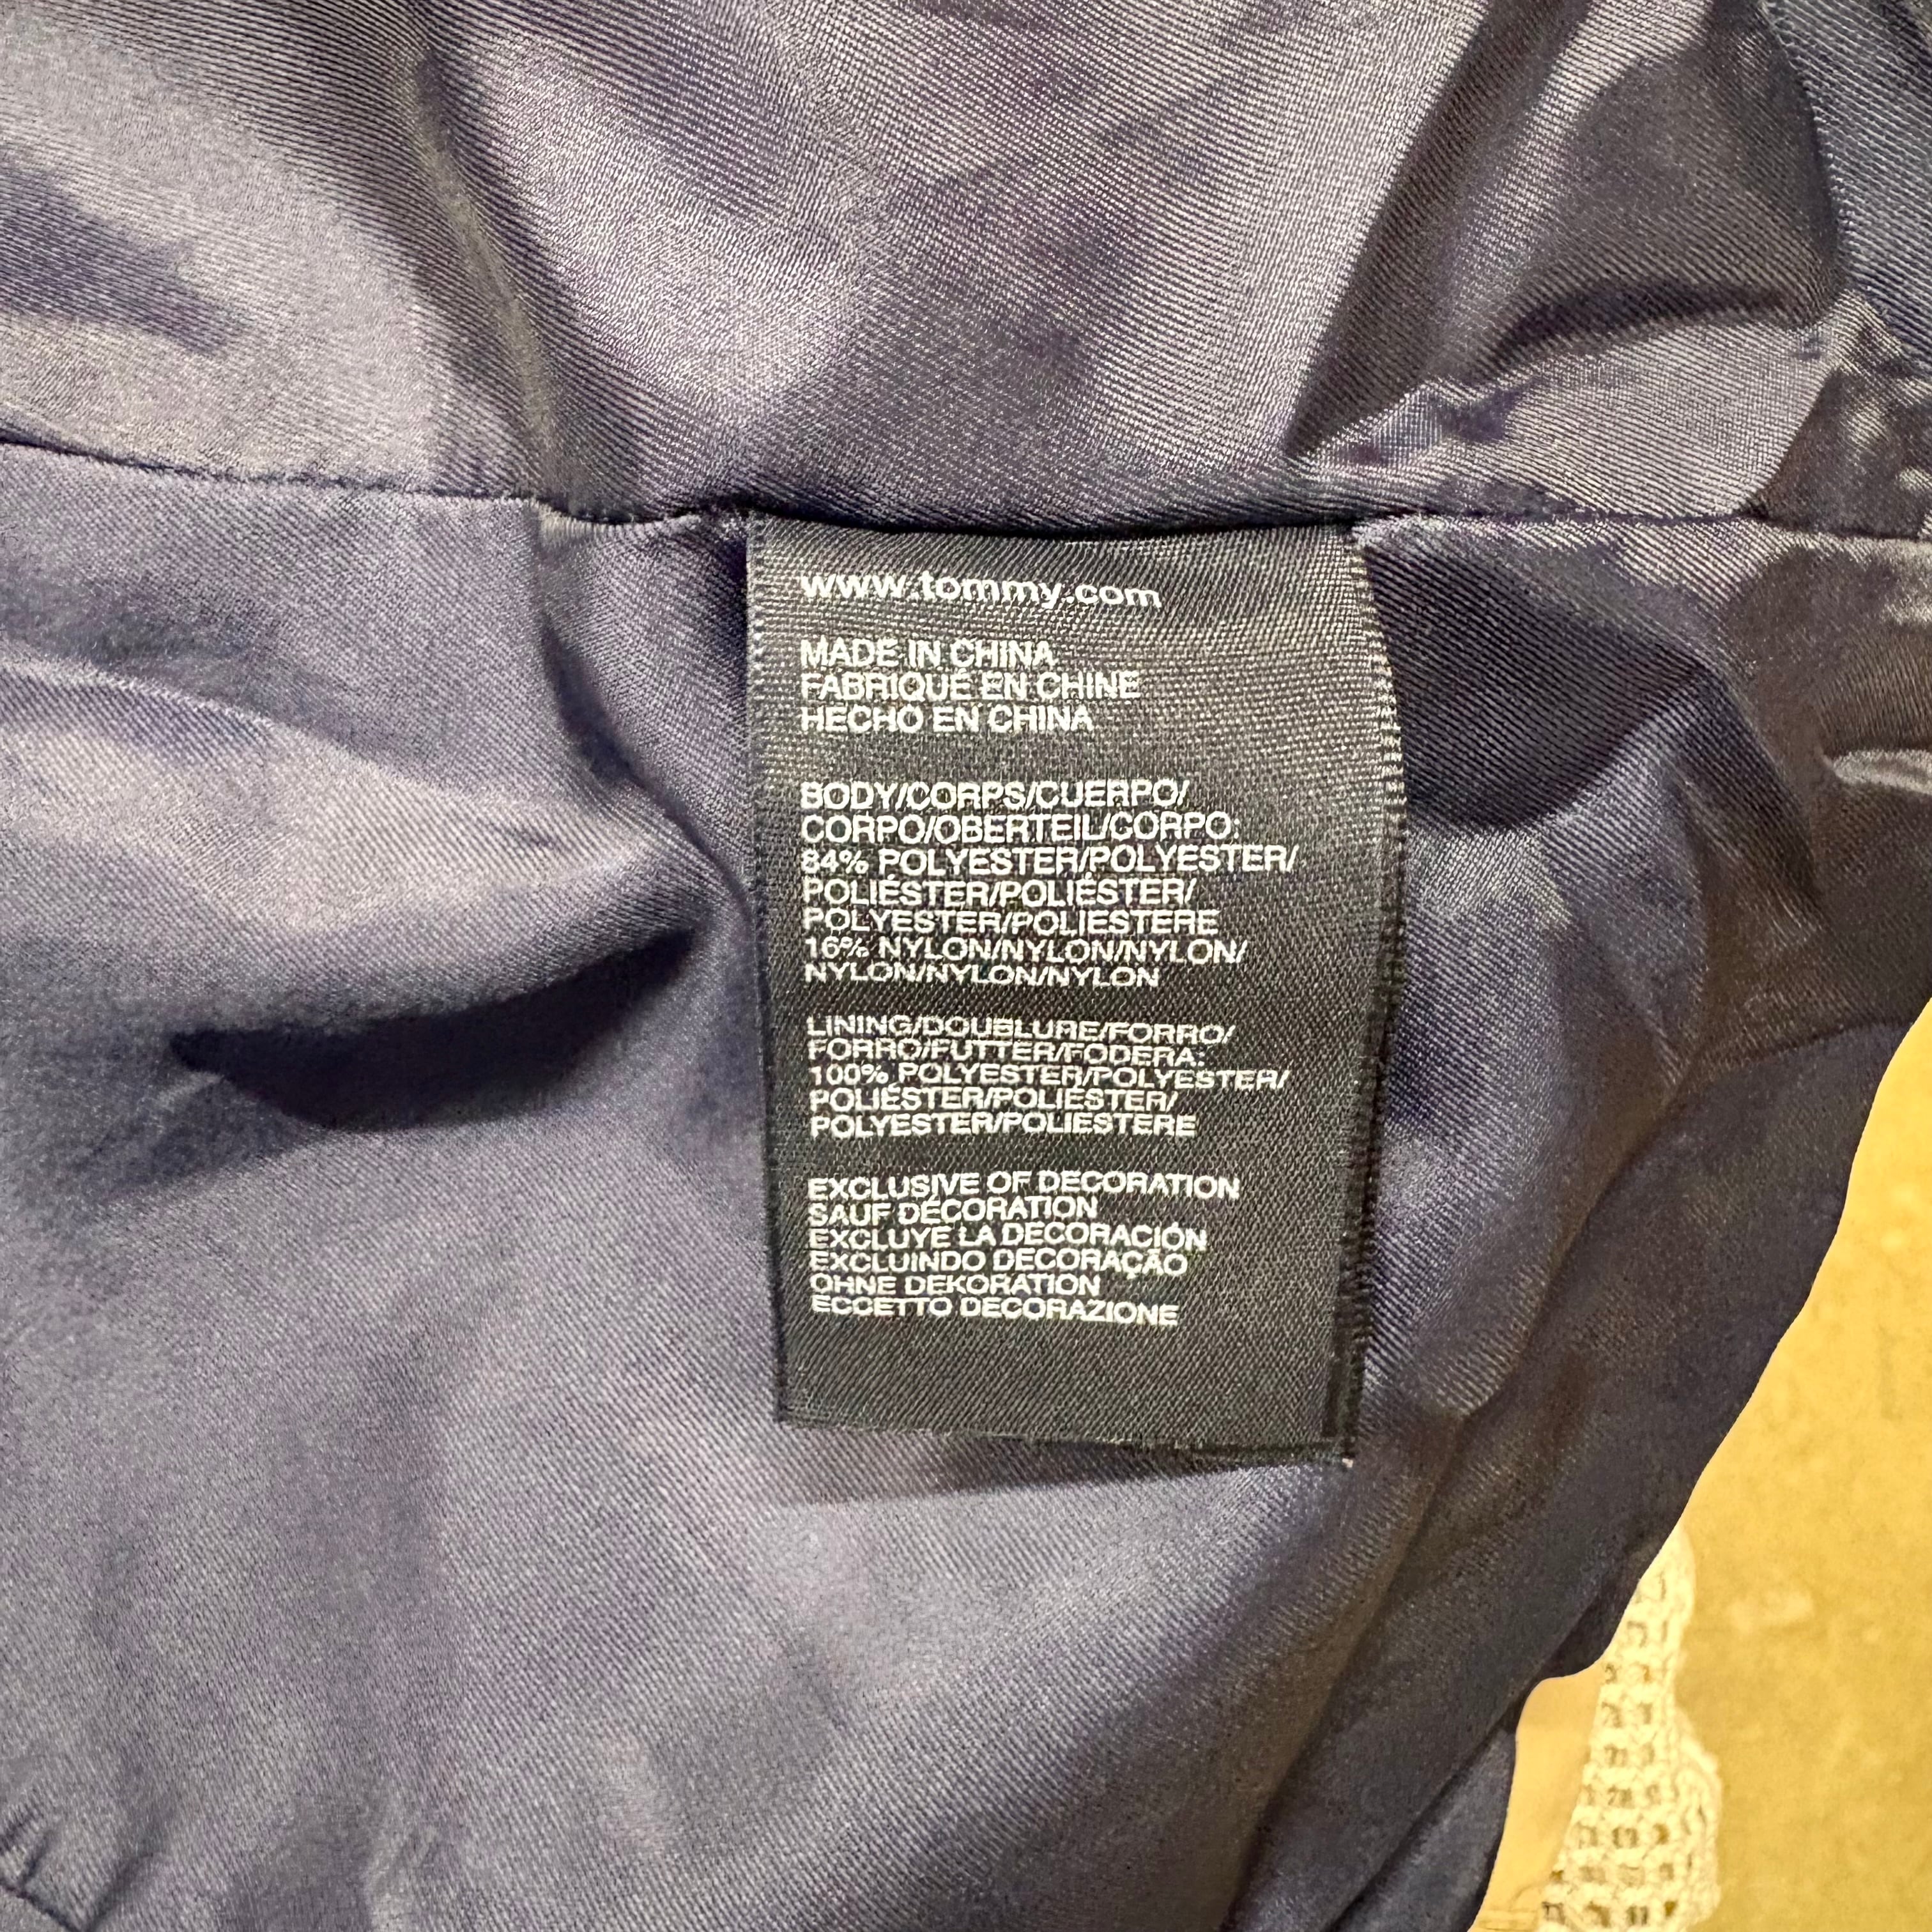 www.tommy.com
MADE IN CHINA
FABRIQUÉ EN CHINE
HECHO EN CHINA
BODY/CORPS/CUERPO/
CORPO/OBERTEIL/CORPO:
84% POLYESTER/POLYESTER/
POLIÉSTER/POLIÉSTER/
POLYESTER/POLIESTERE
16% NYLON/NYLON/NYLON/
NYLON/NYLON/NYLON
LINING/DOUBLURE/FORRO/
FORRO/FUTTER/FODERA:
100% POLYESTER/POLYESTER/
POLIÉSTER/POLIÉSTER/
POLYESTER/POLIESTERE
EXCLUSIVE OF DECORATION
SAUF DÉCORATION
EXCLUYE LA DECORACIÓN
EXCLUINDO DECORAÇÃO
OHNE DEKORATION
ECCETTO DECORAZIONE